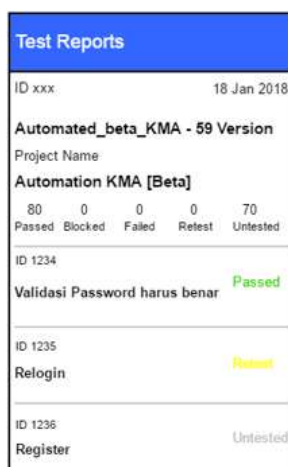 Test Reports
ID xxx 18 Jan 2018
Automated_beta_KMA - 59 Version
Project Name
Automation KMA [Beta]
80 0 0 0 70
Passed Blocked Failed Retest Untested
ID 1234
Validasi Password harus benar Passed
ID 1235
Relogin Retest
ID 1236
Register Untested